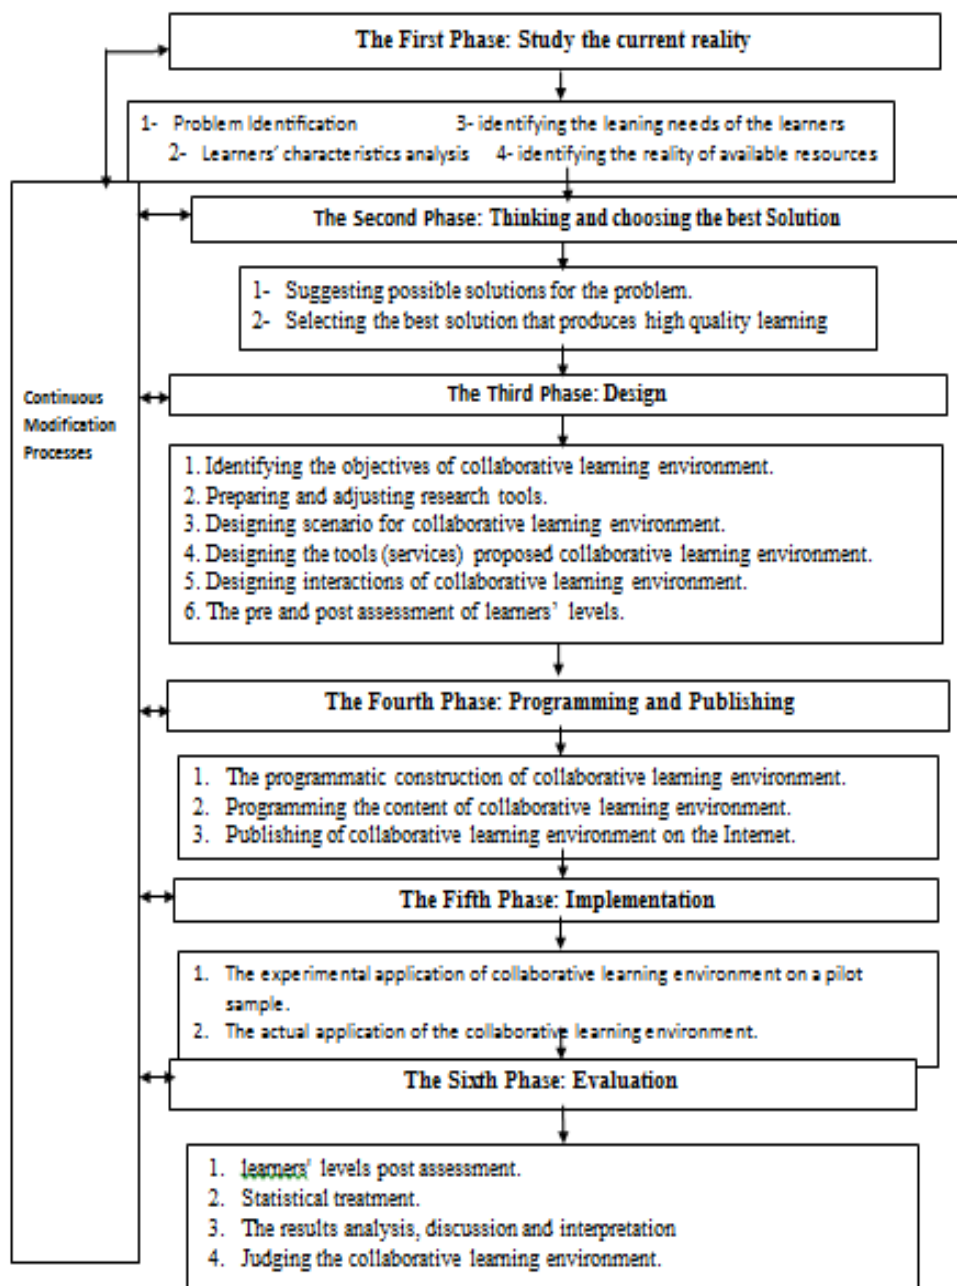 The First Phase: Study the current reality
1- Problem Identification 3- identifying the leaning needs of the learners
2- Learners' characteristics analysis 4- identifying the reality of available resources
The Second Phase: Thinking and choosing the best Solution
1- Suggesting possible solutions for the problem.
2- Selecting the best solution that produces high quality learning
Continuous
Modification
Processes
The Third Phase: Design
1. Identifying the objectives of collaborative learning environment.
2. Preparing and adjusting research tools.
3. Designing scenario for collaborative learning environment.
4. Designing the tools (services) proposed collaborative learning environment.
5. Designing interactions of collaborative learning environment.
6. The pre and post assessment of learners' levels.
The Fourth Phase: Programming and Publishing
1. The programmatic construction of collaborative learning environment.
2. Programming the content of collaborative learning environment.
3. Publishing of collaborative learning environment on the Internet.
The Fifth Phase: Implementation
1. The experimental application of collaborative learning environment on a pilot
sample.
2. The actual application of the collaborative learning environment.
The Sixth Phase: Evaluation
1. learners' levels post assessment.
2. Statistical treatment.
3. The results analysis, discussion and interpretation
4. Judging the collaborative learning environment.